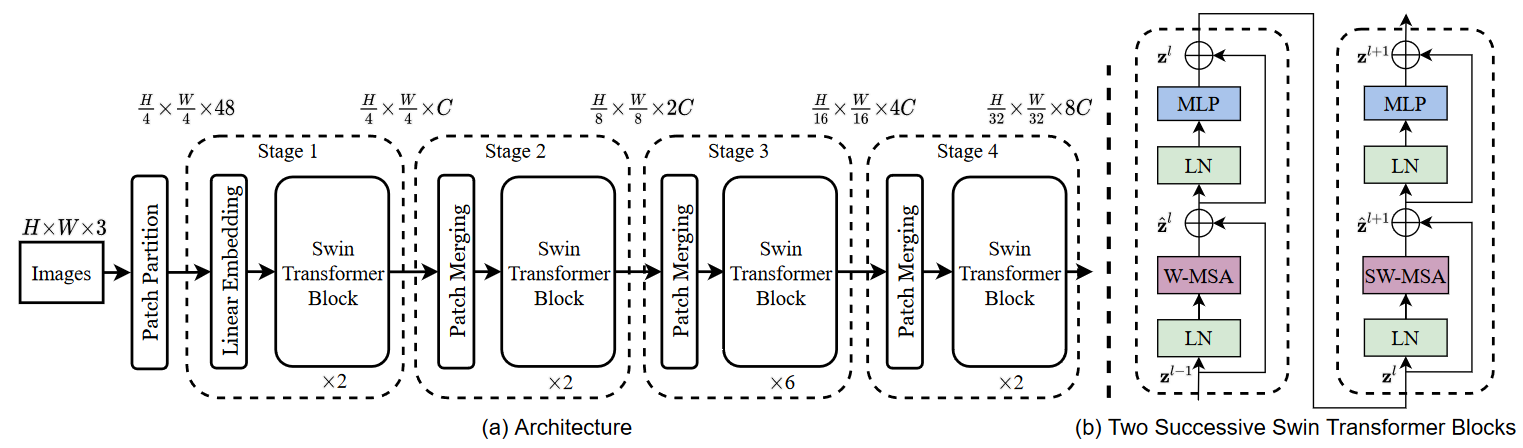 H/4 × W/4 × 48
H/4 × W/4 × C
H/8 × W/8 × 2C
H/16 × W/16 × 4C
H/32 × W/32 × 8C
Stage 1
Stage 2
Stage 3
Stage 4
H×W×3
Images
Patch Partition
Linear Embedding
Swin
Transformer
Block
×2
Patch Merging
Swin
Transformer
Block
×2
Patch Merging
Swin
Transformer
Block
×6
Patch Merging
Swin
Transformer
Block
×2
(a) Architecture
z^l
MLP
LN
ẑ^l
W-MSA
LN
z^{l-1}
z^{l+1}
MLP
LN
ẑ^{l+1}
SW-MSA
LN
z^l
(b) Two Successive Swin Transformer Blocks